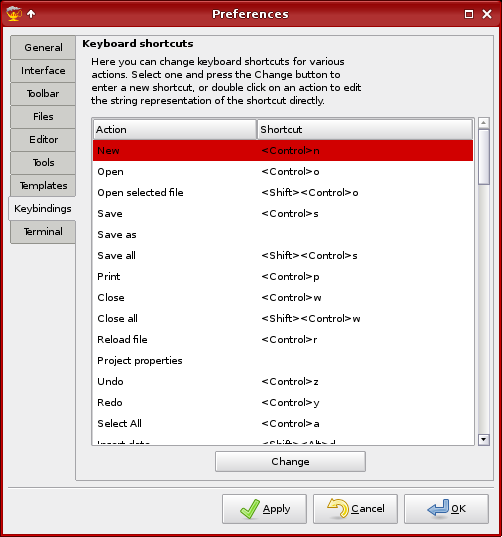 Preferences
General
Interface
Toolbar
Files
Editor
Tools
Templates
Keybindings
Terminal
Keyboard shortcuts
Here you can change keyboard shortcuts for various
actions. Select one and press the Change button to
enter a new shortcut, or double click on an action to edit
the string representation of the shortcut directly.
Action Shortcut
New <Control>n
Open <Control>o
Open selected file <Shift><Control>o
Save <Control>s
Save as
Save all <Shift><Control>s
Print <Control>p
Close <Control>w
Close all <Shift><Control>w
Reload file <Control>r
Project properties
Undo <Control>z
Redo <Control>y
Select All <Control>a
Insert date <Shift><Alt>d
Change
Apply Cancel OK